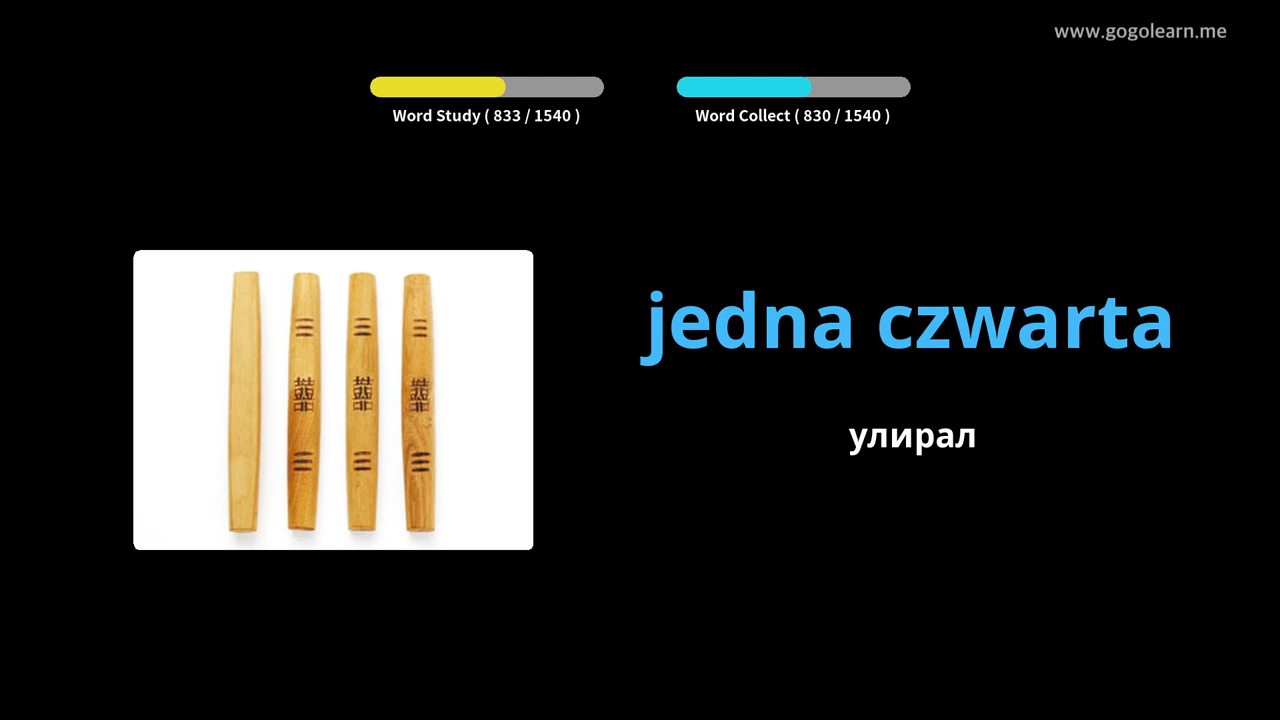 www.gogolearn.me
Word Study ( 833 / 1540 )
Word Collect ( 830 / 1540 )
jedna czwarta
улирал